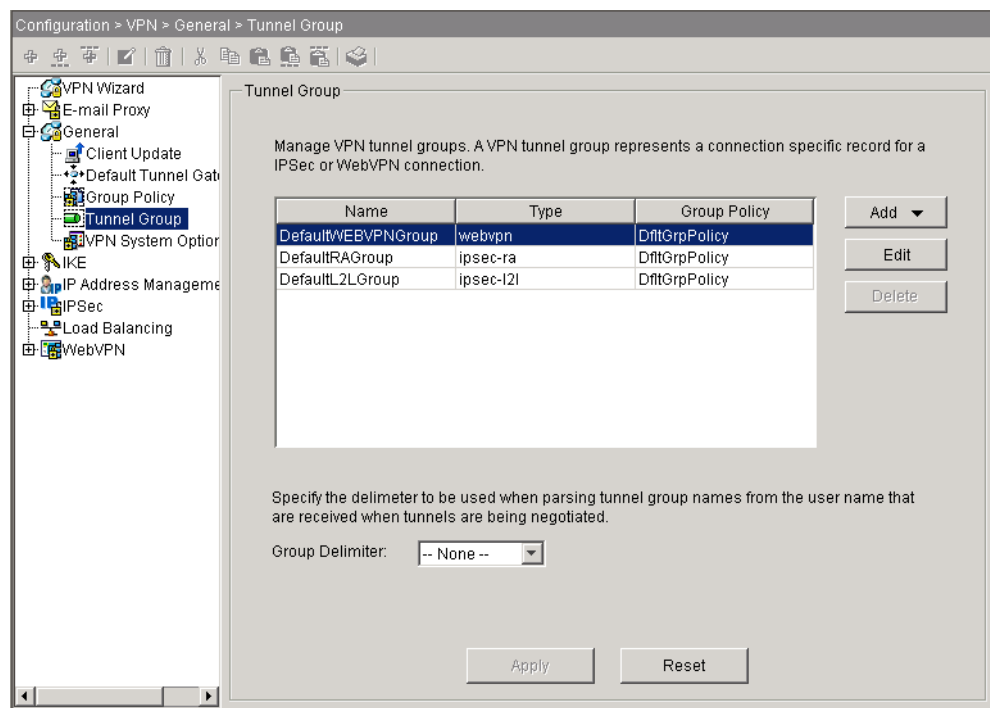 Configuration > VPN > General > Tunnel Group
VPN Wizard
E-mail Proxy
General
Client Update
Default Tunnel Gat
Group Policy
Tunnel Group
VPN System Option
IKE
IP Address Manageme
IPSec
Load Balancing
WebVPN
Tunnel Group
Manage VPN tunnel groups. A VPN tunnel group represents a connection specific record for a
IPSec or WebVPN connection.
Name Type Group Policy
DefaultWEBVPNGroup webvpn DfltGrpPolicy
DefaultRAGroup ipsec-ra DfltGrpPolicy
DefaultL2LGroup ipsec-l2l DfltGrpPolicy
Add
Edit
Delete
Specify the delimeter to be used when parsing tunnel group names from the user name that
are received when tunnels are being negotiated.
Group Delimiter: -- None --
Apply Reset